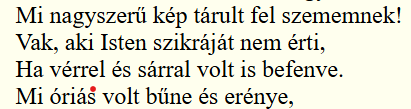 Mi nagyszerű kép tárult fel szememnek!
Vak, aki Isten szikráját nem érti,
Ha vérrel és sárral volt is befenve.
Mi óriás volt bűne és erénye,